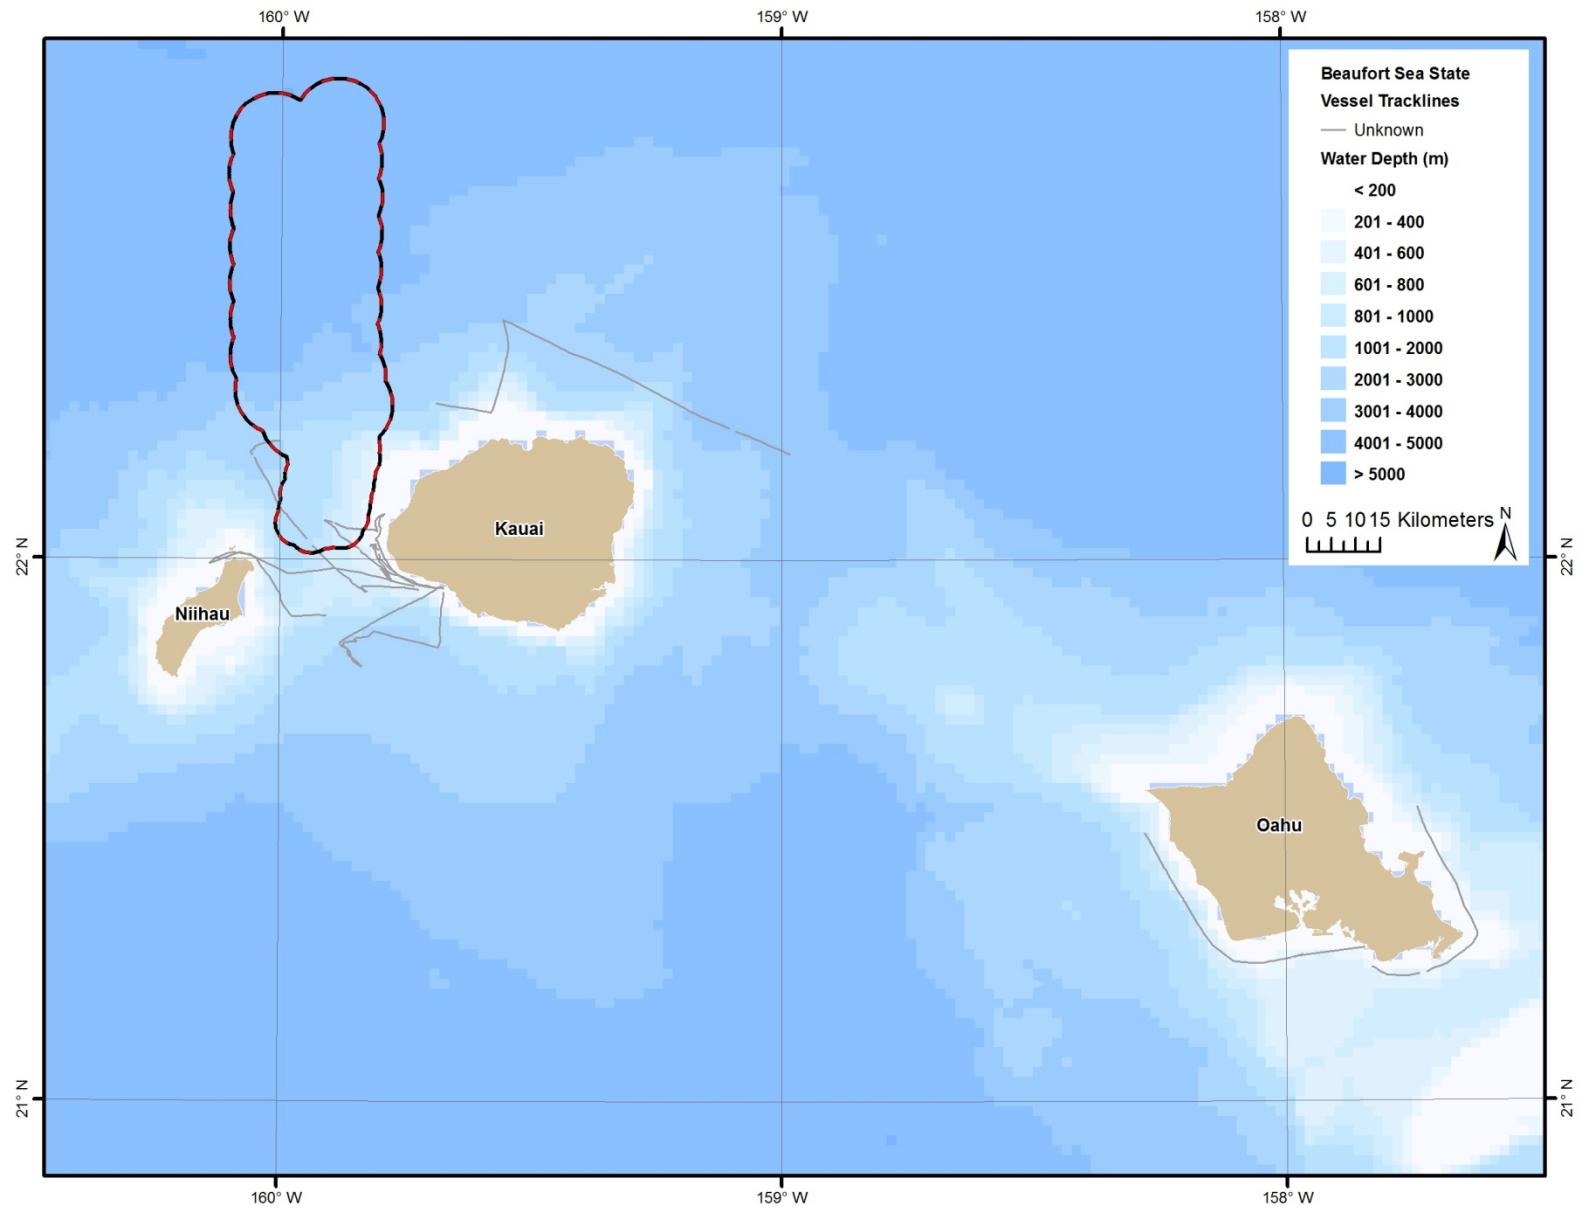 160° W 159° W 158° W
Beaufort Sea State
Vessel Tracklines
Unknown
Water Depth (m)
< 200
201 - 400
401 - 600
601 - 800
801 - 1000
1001 - 2000
2001 - 3000
3001 - 4000
4001 - 5000
> 5000
0 5 10 15 Kilometers N
Kauai
22° N 22° N
Niihau
Oahu
21° N 21° N
160° W 159° W 158° W